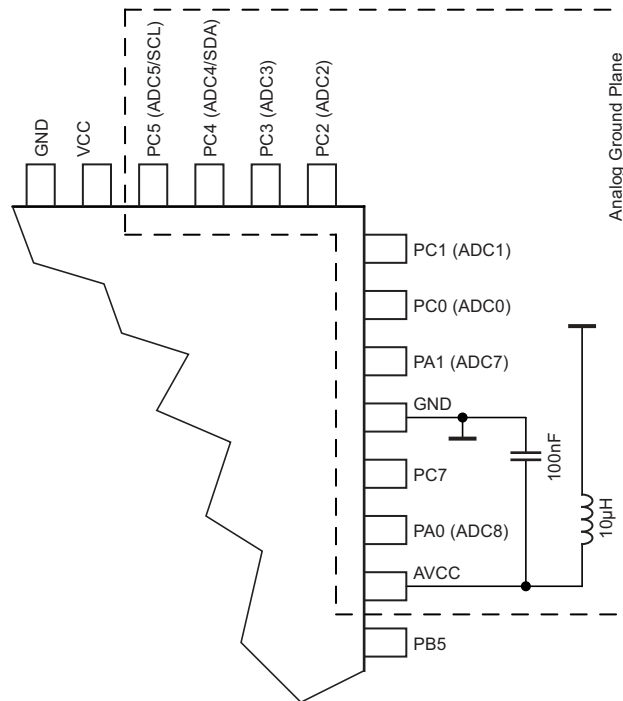 GND
VCC
PC5 (ADC5/SCL)
PC4 (ADC4/SDA)
PC3 (ADC3)
PC2 (ADC2)
Analog Ground Plane
PC1 (ADC1)
PC0 (ADC0)
PA1 (ADC7)
GND
PC7
100nF
10µH
PA0 (ADC8)
AVCC
PB5